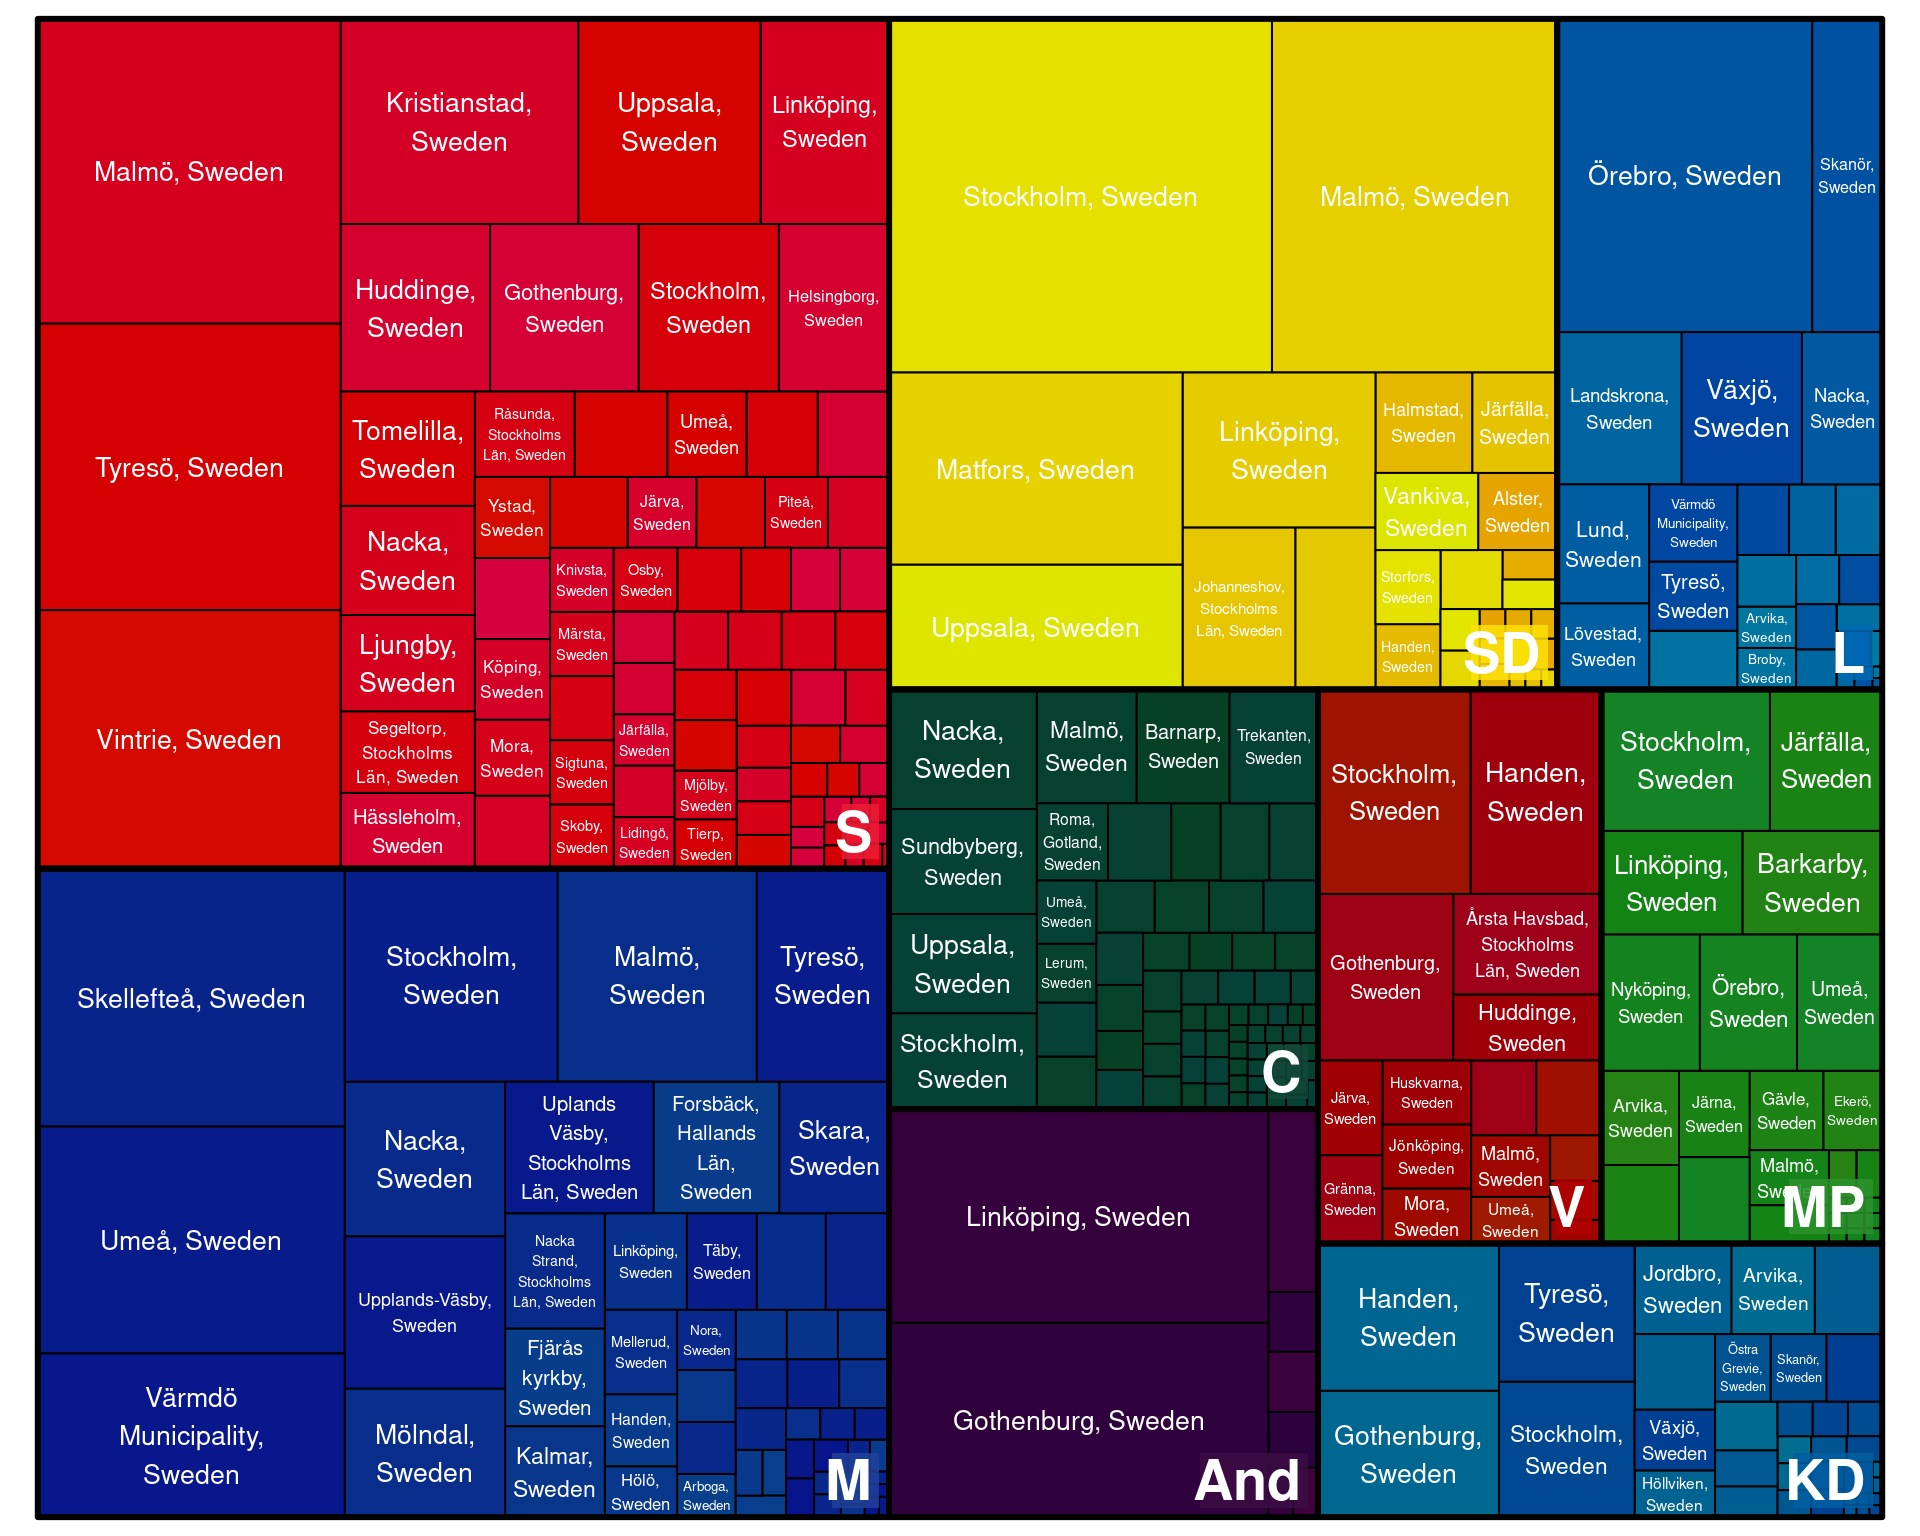 Malmö, Sweden
Tyresö, Sweden
Vintrie, Sweden
Kristianstad,
Sweden
Uppsala,
Sweden
Linköping,
Sweden
Huddinge,
Sweden
Gothenburg,
Sweden
Stockholm,
Sweden
Helsingborg,
Sweden
Tomelilla,
Sweden
Nacka,
Sweden
Ljungby,
Sweden
Segeltorp,
Stockholms
Län, Sweden
Hässleholm,
Sweden
Råsunda,
Stockholms
Län, Sweden
Umeå,
Sweden
Ystad,
Sweden
Järva,
Sweden
Piteå,
Sweden
Köping,
Sweden
Mora,
Sweden
Knivsta,
Sweden
Osby,
Sweden
Märsta,
Sweden
Sigtuna,
Sweden
Skoby,
Sweden
Järfälla,
Sweden
Lidingö,
Sweden
Mjölby,
Sweden
Tierp,
Sweden
S
Skellefteå, Sweden
Umeå, Sweden
Värmdö
Municipality,
Sweden
Stockholm,
Sweden
Malmö,
Sweden
Tyresö,
Sweden
Nacka,
Sweden
Upplands-Väsby,
Sweden
Mölndal,
Sweden
Uplands
Väsby,
Stockholms
Län, Sweden
Forsbäck,
Hallands
Län,
Sweden
Skara,
Sweden
Nacka
Strand,
Stockholms
Län, Sweden
Fjärås
kyrkby,
Sweden
Kalmar,
Sweden
Linköping,
Sweden
Täby,
Sweden
Mellerud,
Sweden
Handen,
Sweden
Hölö,
Sweden
Nora,
Sweden
Arboga,
Sweden
M
Stockholm, Sweden
Malmö, Sweden
Matfors, Sweden
Uppsala, Sweden
Linköping,
Sweden
Johanneshov,
Stockholms
Län, Sweden
Halmstad,
Sweden
Järfälla,
Sweden
Vankiva,
Sweden
Alster,
Sweden
Storfors,
Sweden
Handen,
Sweden
SD
Örebro, Sweden
Skanör,
Sweden
Landskrona,
Sweden
Växjö,
Sweden
Nacka,
Sweden
Lund,
Sweden
Lövestad,
Sweden
Värmdö
Municipality,
Sweden
Tyresö,
Sweden
Arvika,
Sweden
Broby,
Sweden
L
Nacka,
Sweden
Sundbyberg,
Sweden
Uppsala,
Sweden
Stockholm,
Sweden
Malmö,
Sweden
Barnarp,
Sweden
Trekanten,
Sweden
Roma,
Gotland,
Sweden
Umeå,
Sweden
Lerum,
Sweden
C
Linköping, Sweden
Gothenburg, Sweden
And
Stockholm,
Sweden
Handen,
Sweden
Gothenburg,
Sweden
Årsta Havsbad,
Stockholms
Län, Sweden
Huddinge,
Sweden
Järva,
Sweden
Gränna,
Sweden
Huskvarna,
Sweden
Jönköping,
Sweden
Mora,
Sweden
Malmö,
Sweden
Umeå,
Sweden
V
Stockholm,
Sweden
Järfälla,
Sweden
Linköping,
Sweden
Barkarby,
Sweden
Nyköping,
Sweden
Örebro,
Sweden
Umeå,
Sweden
Arvika,
Sweden
Järna,
Sweden
Gävle,
Sweden
Ekerö,
Sweden
Malmö,
Sweden
MP
Handen,
Sweden
Gothenburg,
Sweden
Tyresö,
Sweden
Stockholm,
Sweden
Jordbro,
Sweden
Arvika,
Sweden
Östra
Grevie,
Sweden
Skanör,
Sweden
Växjö,
Sweden
Höllviken,
Sweden
KD